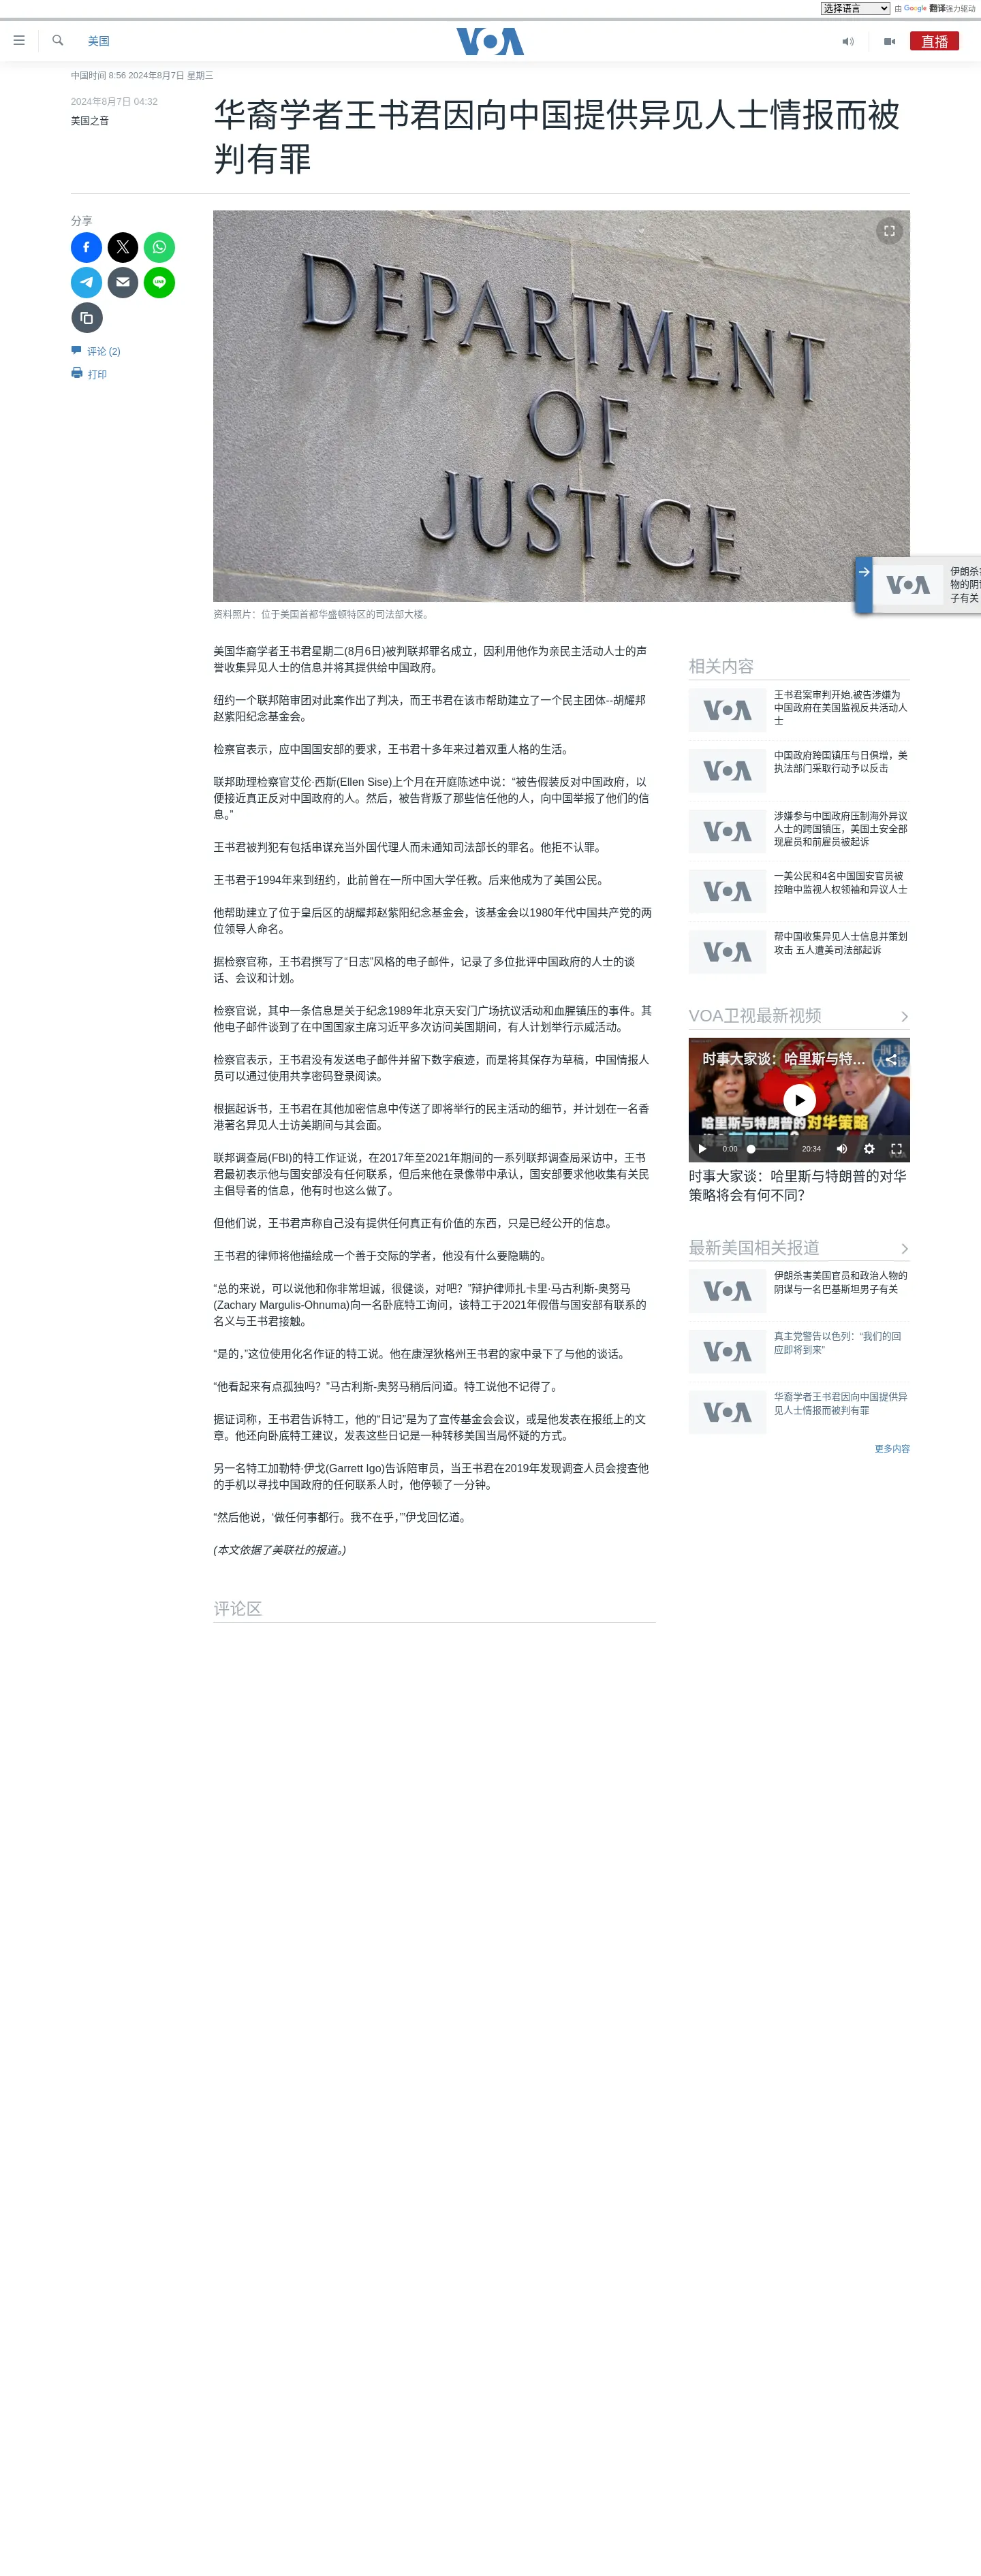 选择语言
由 Google 翻译强力驱动
美国
VOA
直播
中国时间 8:56 2024年8月7日 星期三
2024年8月7日 04:32
美国之音
华裔学者王书君因向中国提供异见人士情报而被
判有罪
分享
LINE
评论 (2)
打印
DEPARTMENT
OF
JUSTICE
VOA
伊朗杀
物的阴
子有关
资料照片：位于美国首都华盛顿特区的司法部大楼。
美国华裔学者王书君星期二(8月6日)被判联邦罪名成立，因利用他作为亲民主活动人士的声
誉收集异见人士的信息并将其提供给中国政府。
纽约一个联邦陪审团对此案作出了判决，而王书君在该市帮助建立了一个民主团体--胡耀邦
赵紫阳纪念基金会。
检察官表示，应中国国安部的要求，王书君十多年来过着双重人格的生活。
联邦助理检察官艾伦·西斯(Ellen Sise)上个月在开庭陈述中说：“被告假装反对中国政府，以
便接近真正反对中国政府的人。然后，被告背叛了那些信任他的人，向中国举报了他们的信
息。”
王书君被判犯有包括串谋充当外国代理人而未通知司法部长的罪名。他拒不认罪。
王书君于1994年来到纽约，此前曾在一所中国大学任教。后来他成为了美国公民。
他帮助建立了位于皇后区的胡耀邦赵紫阳纪念基金会，该基金会以1980年代中国共产党的两
位领导人命名。
据检察官称，王书君撰写了“日志”风格的电子邮件，记录了多位批评中国政府的人士的谈
话、会议和计划。
检察官说，其中一条信息是关于纪念1989年北京天安门广场抗议活动和血腥镇压的事件。其
他电子邮件谈到了在中国国家主席习近平多次访问美国期间，有人计划举行示威活动。
检察官表示，王书君没有发送电子邮件并留下数字痕迹，而是将其保存为草稿，中国情报人
员可以通过使用共享密码登录阅读。
根据起诉书，王书君在其他加密信息中传送了即将举行的民主活动的细节，并计划在一名香
港著名异见人士访美期间与其会面。
联邦调查局(FBI)的特工作证说，在2017年至2021年期间的一系列联邦调查局采访中，王书
君最初表示他与国安部没有任何联系，但后来他在录像带中承认，国安部要求他收集有关民
主倡导者的信息，他有时也这么做了。
但他们说，王书君声称自己没有提供任何真正有价值的东西，只是已经公开的信息。
王书君的律师将他描绘成一个善于交际的学者，他没有什么要隐瞒的。
“总的来说，可以说他和你非常坦诚，很健谈，对吧？”辩护律师扎卡里·马古利斯-奥努马
(Zachary Margulis-Ohnuma)向一名卧底特工询问，该特工于2021年假借与国安部有联系的
名义与王书君接触。
“是的，”这位使用化名作证的特工说。他在康涅狄格州王书君的家中录下了与他的谈话。
“他看起来有点孤独吗？”马古利斯-奥努马稍后问道。特工说他不记得了。
据证词称，王书君告诉特工，他的“日记”是为了宣传基金会会议，或是他发表在报纸上的文
章。他还向卧底特工建议，发表这些日记是一种转移美国当局怀疑的方式。
另一名特工加勒特·伊戈(Garrett Igo)告诉陪审员，当王书君在2019年发现调查人员会搜查他
的手机以寻找中国政府的任何联系人时，他停顿了一分钟。
“然后他说，‘做任何事都行。我不在乎，’”伊戈回忆道。
(本文依据了美联社的报道。)
评论区
相关内容
VOA
王书君案审判开始,被告涉嫌为
中国政府在美国监视反共活动人
士
VOA
中国政府跨国镇压与日俱增，美
执法部门采取行动予以反击
VOA
涉嫌参与中国政府压制海外异议
人士的跨国镇压，美国土安全部
现雇员和前雇员被起诉
VOA
一美公民和4名中国国安官员被
控暗中监视人权领袖和异议人士
VOA
帮中国收集异见人士信息并策划
攻击 五人遭美司法部起诉
VOA卫视最新视频
时事大家谈：哈里斯与特...
哈里斯与特朗普的对华策略
0:00
20:34
时事大家谈：哈里斯与特朗普的对华
策略将会有何不同？
最新美国相关报道
VOA
伊朗杀害美国官员和政治人物的
阴谋与一名巴基斯坦男子有关
VOA
真主党警告以色列：“我们的回
应即将到来”
VOA
华裔学者王书君因向中国提供异
见人士情报而被判有罪
更多内容